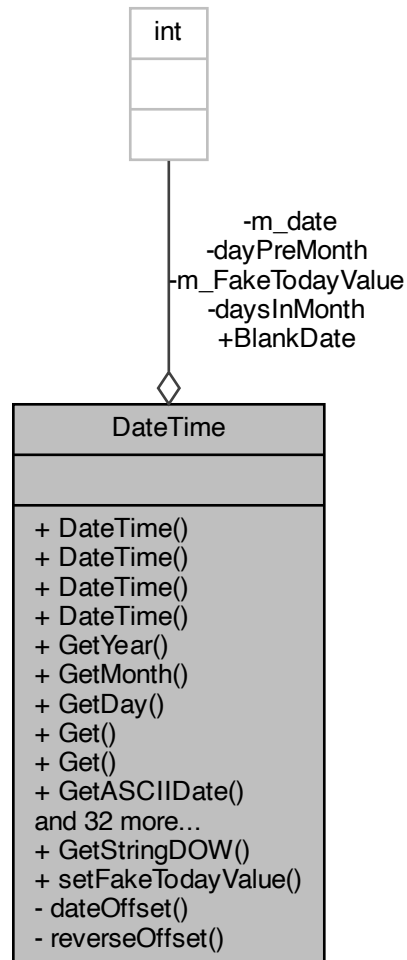 int
-m_date
-dayPreMonth
-m_FakeTodayValue
-daysInMonth
+BlankDate
DateTime
+ DateTime()
+ DateTime()
+ DateTime()
+ DateTime()
+ GetYear()
+ GetMonth()
+ GetDay()
+ Get()
+ Get()
+ GetASCIIDate()
and 32 more...
+ GetStringDOW()
+ setFakeTodayValue()
- dateOffset()
- reverseOffset()